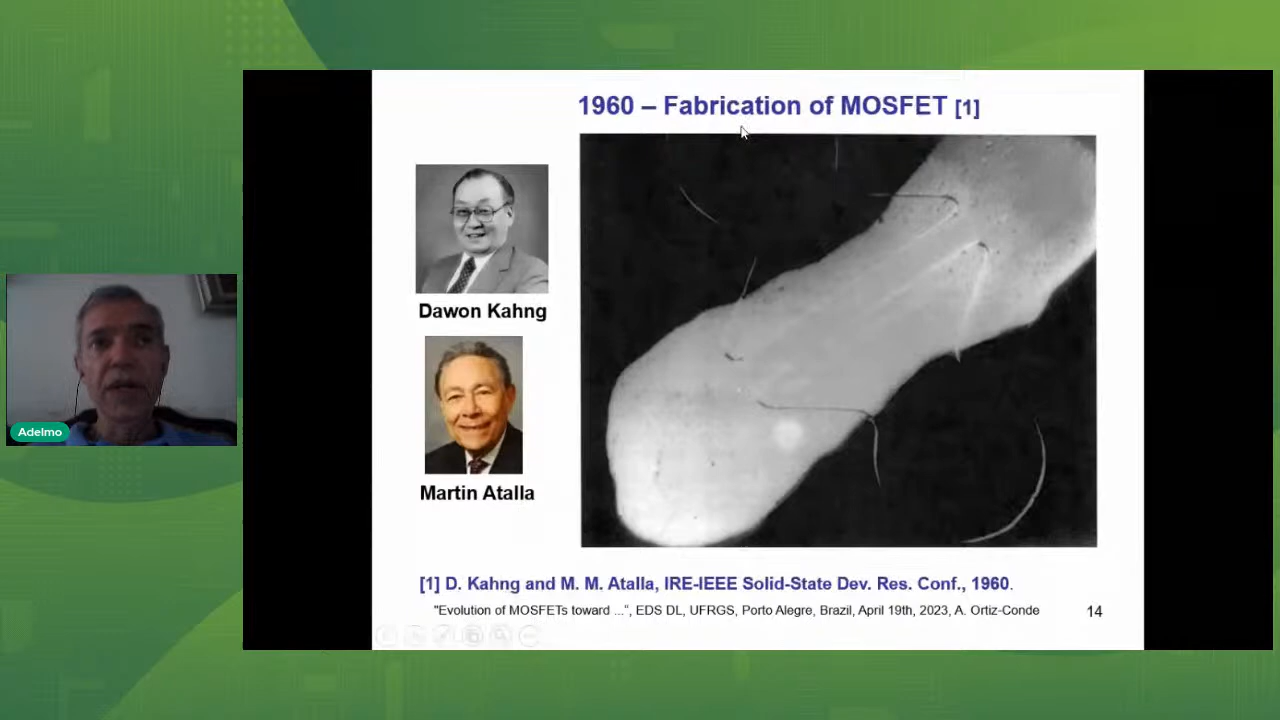 1960 – Fabrication of MOSFET [1]
Dawon Kahng
Adelmo
Martin Atalla
[1] D. Kahng and M. M. Atalla, IRE-IEEE Solid-State Dev. Res. Conf., 1960.
"Evolution of MOSFETs toward ...“, EDS DL, UFRGS, Porto Alegre, Brazil, April 19th, 2023, A. Ortiz-Conde
14